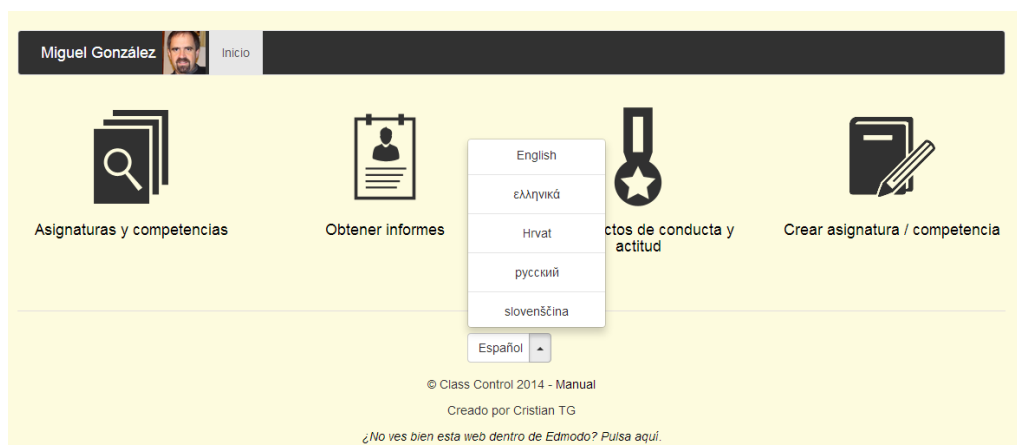 Miguel González
Inicio
Asignaturas y competencias
Obtener informes
ctos de conducta y
actitud
Crear asignatura / competencia
English
ελληνικά
Hrvat
русский
slovenščina
Español
© Class Control 2014 - Manual
Creado por Cristian TG
¿No ves bien esta web dentro de Edmodo? Pulsa aquí.